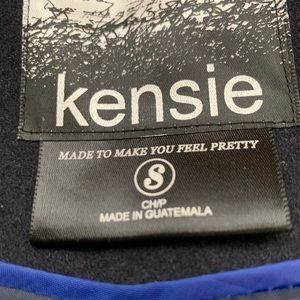 kensie
MADE TO MAKE YOU FEEL PRETTY
S
CH/P
MADE IN GUATEMALA